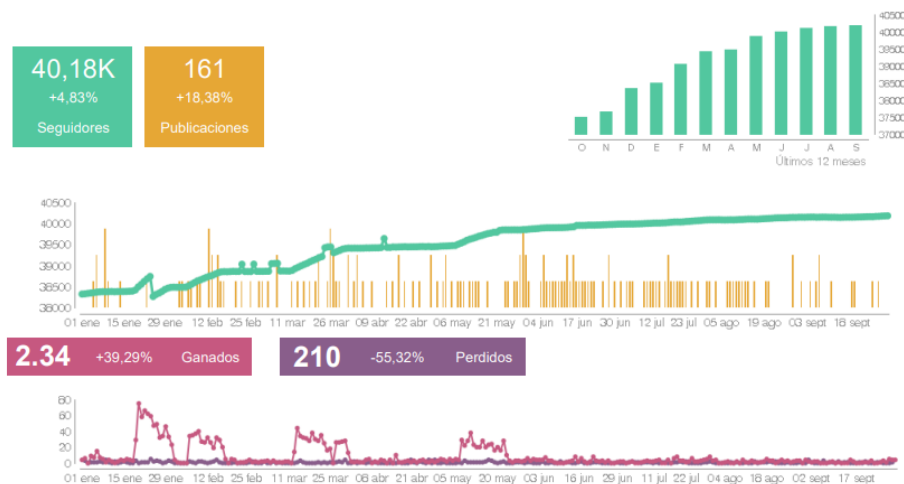 40500
40000
39500
39000
38500
38000
37500
37000
O N D E F M A M J J A S
Últimos 12 meses
40,18K
+4,83%
Seguidores
161
+18,38%
Publicaciones
40500
40000
39500
39000
38500
38000
01 ene 15 ene 29 ene 12 feb 25 feb 11 mar 26 mar 09 abr 22 abr 06 may 21 may 04 jun 17 jun 30 jun 12 jul 23 jul 05 ago 19 ago 03 sept 18 sept
2.34 +39,29% Ganados
210 -55,32% Perdidos
80
60
40
20
0
01 ene 15 ene 29 ene 12 feb 26 feb 11 mar 25 mar 08 abr 22 abr 06 may 20 may 03 jun 17 jun 01 jul 15 jul 29 jul 12 ago 26 ago 02 sept 17 sept